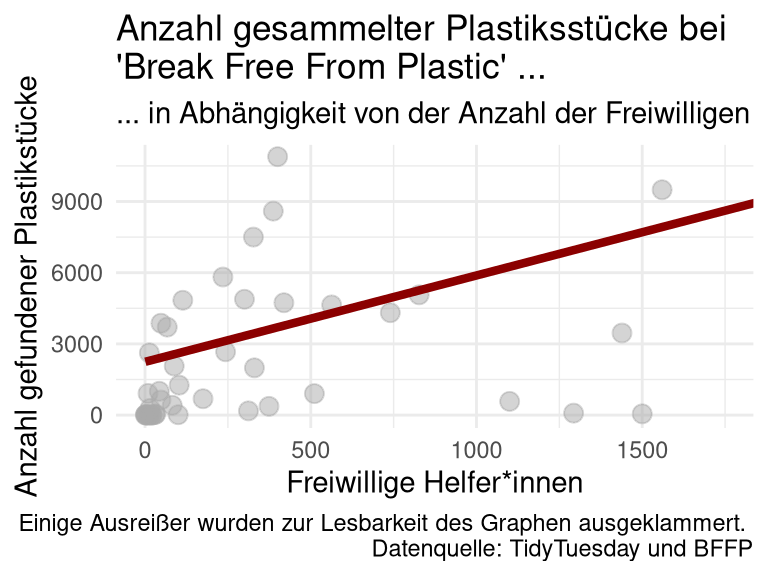 Anzahl gesammelter Plastiksstücke bei
'Break Free From Plastic' ...
... in Abhängigkeit von der Anzahl der Freiwilligen
Anzahl gefundener Plastikstücke
9000
6000
3000
0
0
500
1000
1500
Freiwillige Helfer*innen
Einige Ausreißer wurden zur Lesbarkeit des Graphen ausgeklammert.
Datenquelle: TidyTuesday und BFFP